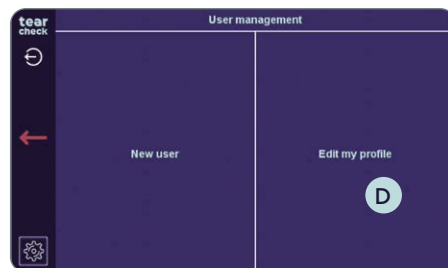 tear
check
User management
New user
Edit my profile
D